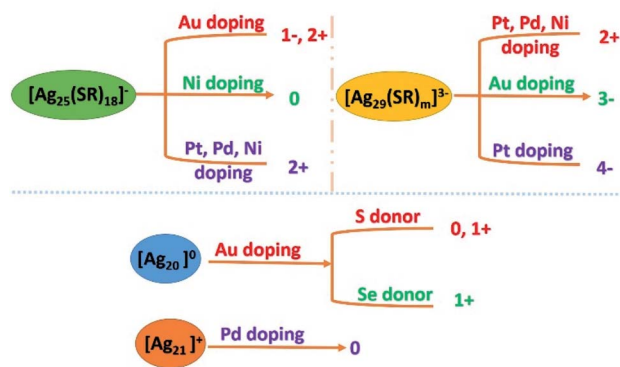 Au doping
1-, 2+
[Ag₂₅(SR)₁₈]⁻
Ni doping
0
Pt, Pd, Ni
doping
2+
Pt, Pd, Ni
doping
2+
[Ag₂₉(SR)ₘ]³⁻
Au doping
3-
Pt doping
4-
S donor
0, 1+
[Ag₂₀]⁰
Au doping
Se donor
1+
[Ag₂₁]⁺
Pd doping
0